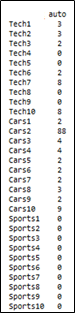 auto
Tech1 3
Tech2 3
Tech3 2
Tech4 0
Tech5 0
Tech6 2
Tech7 8
Tech8 0
Tech9 0
Tech10 8
Cars1 2
Cars2 88
Cars3 4
Cars4 4
Cars5 2
Cars6 2
Cars7 2
Cars8 3
Cars9 2
Cars10 9
Sports1 0
Sports2 0
Sports3 0
Sports4 0
Sports5 0
Sports6 0
Sports7 0
Sports8 0
Sports9 0
Sports10 0